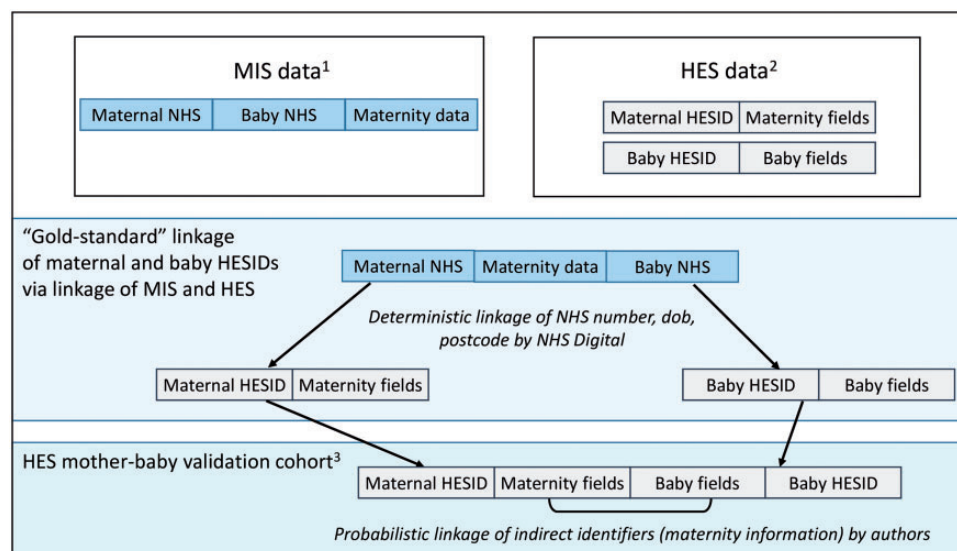 MIS data¹
Maternal NHS Baby NHS Maternity data
HES data²
Maternal HESID Maternity fields
Baby HESID Baby fields
“Gold-standard” linkage
of maternal and baby HESIDs
via linkage of MIS and HES
Maternal NHS Maternity data Baby NHS
Deterministic linkage of NHS number, dob,
postcode by NHS Digital
Maternal HESID Maternity fields
Baby HESID Baby fields
HES mother-baby validation cohort³
Maternal HESID Maternity fields Baby fields Baby HESID
Probabilistic linkage of indirect identifiers (maternity information) by authors